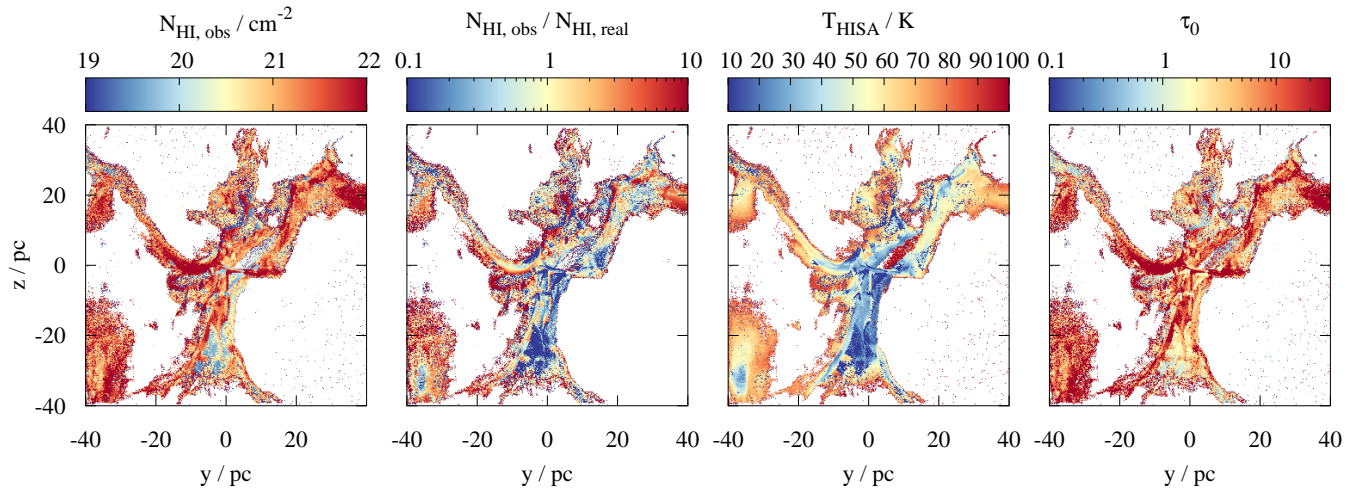 N_HI, obs / cm^-2
N_HI, obs / N_HI, real
T_HISA / K
τ_0
19 20 21 22
0.1 1 10
10 20 30 40 50 60 70 80 90 100
0.1 1 10
z / pc
40
20
0
-20
-40
-40 -20 0 20
-40 -20 0 20
-40 -20 0 20
-40 -20 0 20 40
y / pc
y / pc
y / pc
y / pc